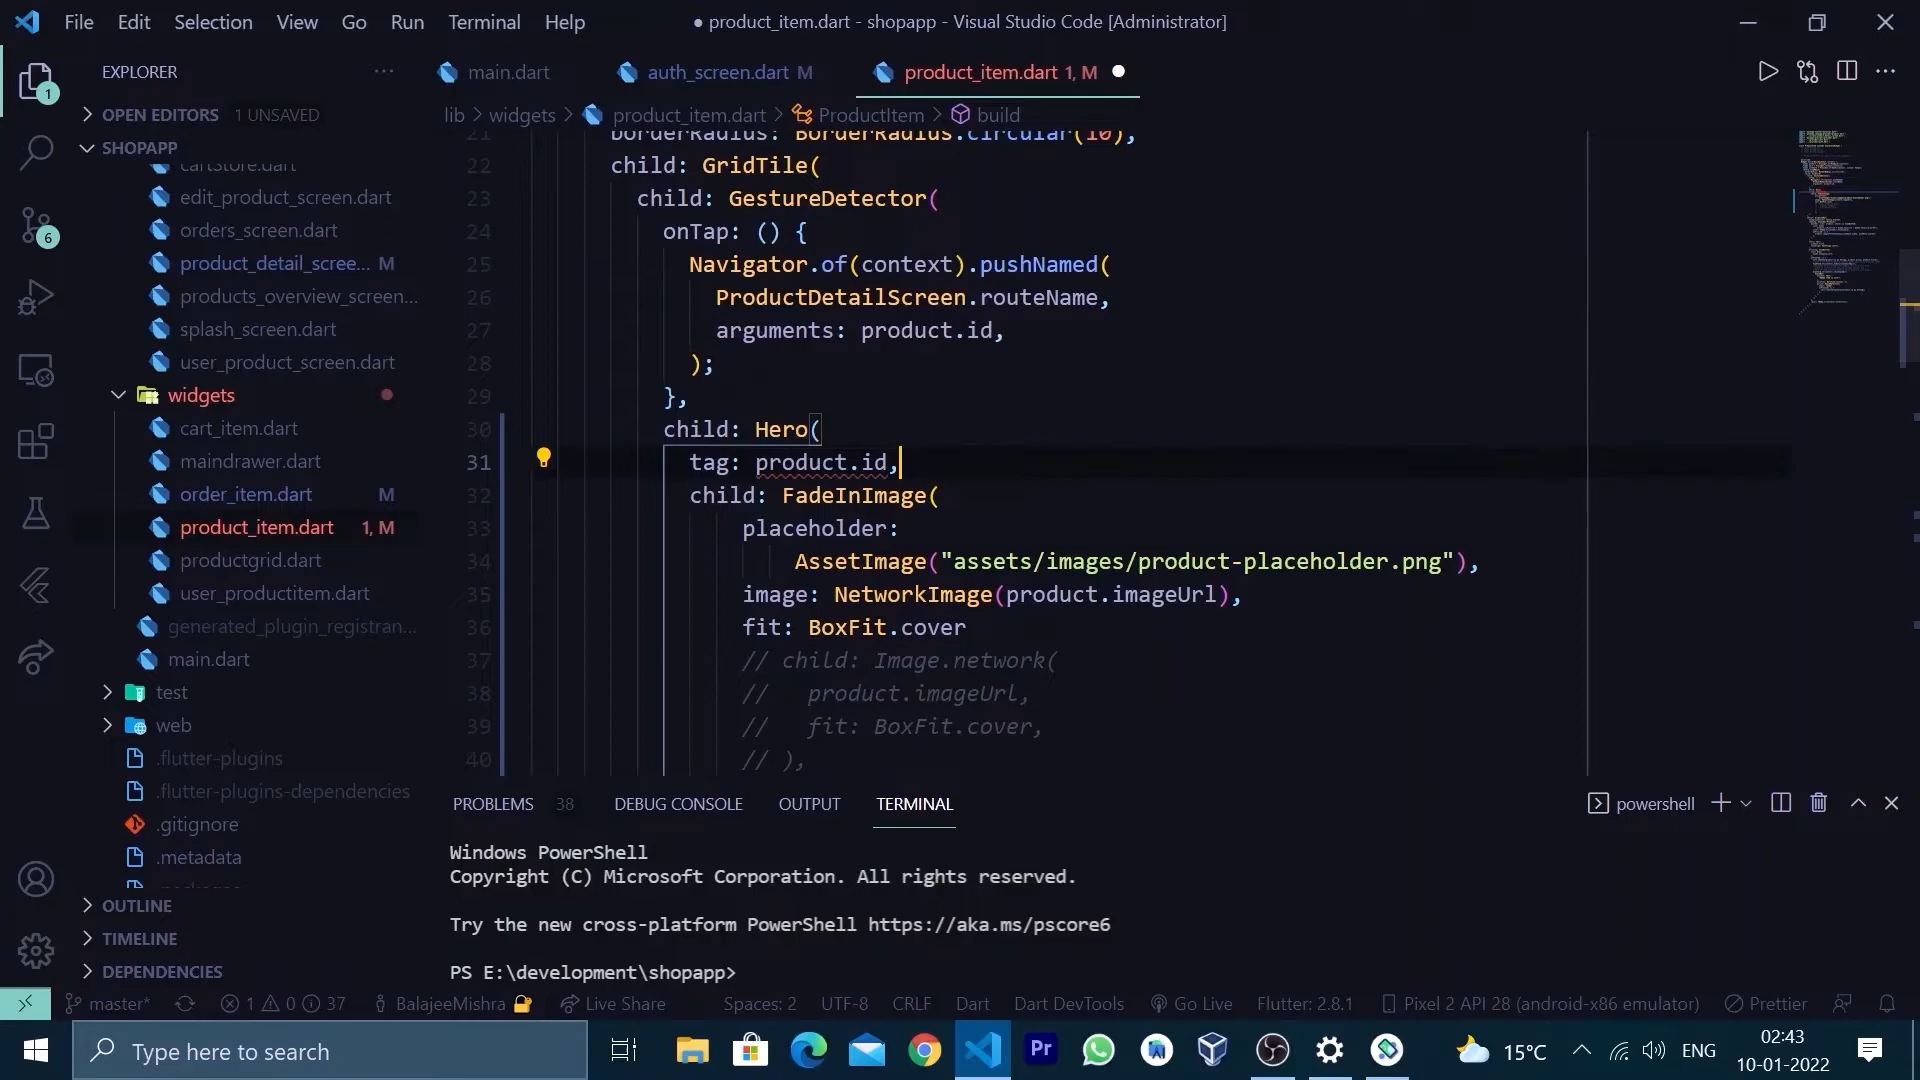 File Edit Selection View Go Run Terminal Help
● product_item.dart - shopapp - Visual Studio Code [Administrator]
EXPLORER
main.dart
auth_screen.dart M
product_item.dart 1, M
1
OPEN EDITORS 1 UNSAVED
lib > widgets > product_item.dart > ProductItem > build
SHOPAPP
cartStore.dart
edit_product_screen.dart
orders_screen.dart
6
product_detail_scree... M
products_overview_screen...
splash_screen.dart
user_product_screen.dart
widgets
cart_item.dart
maindrawer.dart
order_item.dart M
product_item.dart 1, M
productgrid.dart
user_productitem.dart
generated_plugin_registran...
main.dart
test
web
.flutter-plugins
.flutter-plugins-dependencies
.gitignore
.metadata
OUTLINE
TIMELINE
DEPENDENCIES
21 borderRadius: BorderRadius.circular(10),
22 child: GridTile(
23 child: GestureDetector(
24 onTap: () {
25 Navigator.of(context).pushNamed(
26 ProductDetailScreen.routeName,
27 arguments: product.id,
28 );
29 },
30 child: Hero(
31 tag: product.id,
32 child: FadeInImage(
33 placeholder:
34 AssetImage("assets/images/product-placeholder.png"),
35 image: NetworkImage(product.imageUrl),
36 fit: BoxFit.cover
37 // child: Image.network(
38 //   product.imageUrl,
39 //   fit: BoxFit.cover,
40 // ),
PROBLEMS 38 DEBUG CONSOLE OUTPUT TERMINAL
powershell
Windows PowerShell
Copyright (C) Microsoft Corporation. All rights reserved.
Try the new cross-platform PowerShell https://aka.ms/pscore6
PS E:\development\shopapp>
master* 1 0 37 BalajeeMishra Live Share Spaces: 2 UTF-8 CRLF Dart Dart DevTools Go Live Flutter: 2.8.1 Pixel 2 API 28 (android-x86 emulator) Prettier
Type here to search
Pr
15°C
ENG
02:43
10-01-2022